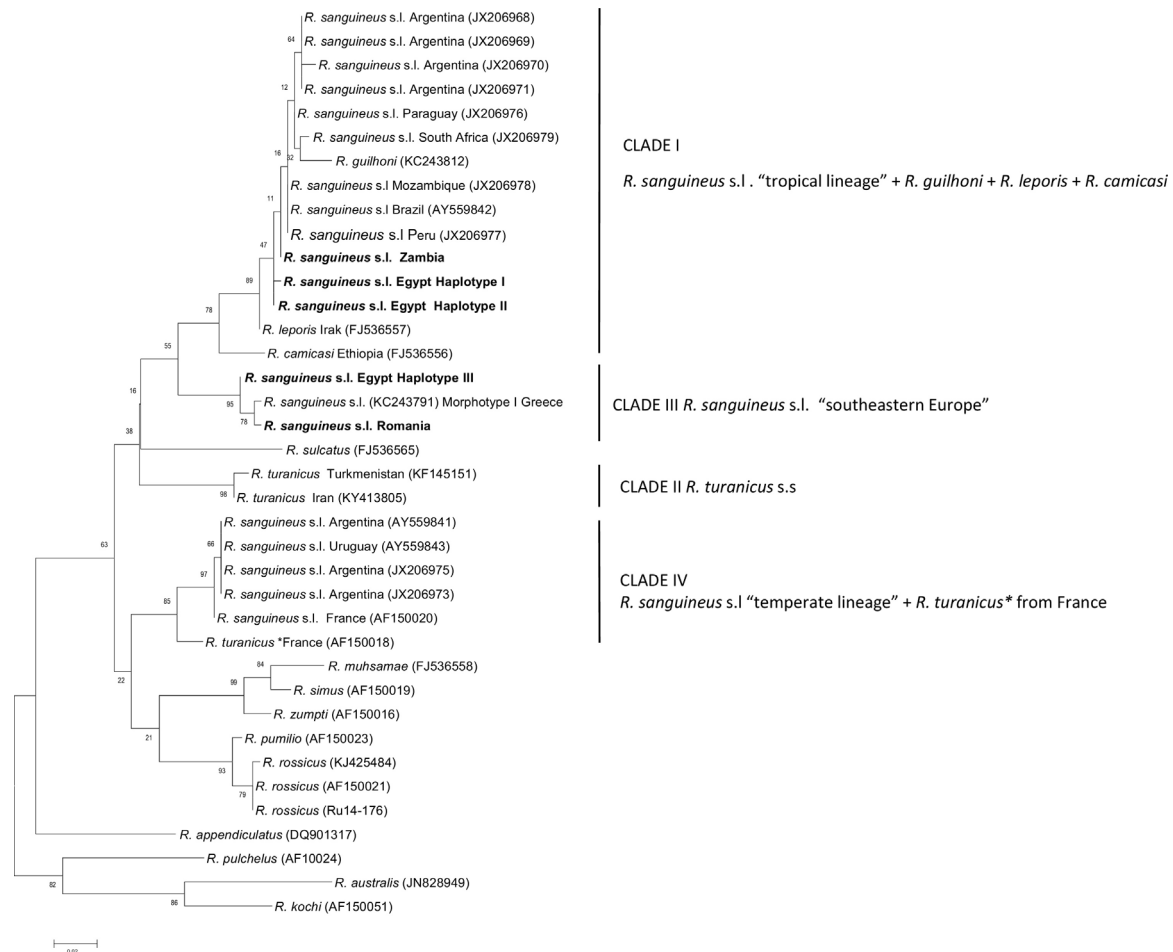 R. sanguineus s.l. Argentina (JX206968)
64
R. sanguineus s.l. Argentina (JX206969)
R. sanguineus s.l. Argentina (JX206970)
12
R. sanguineus s.l. Argentina (JX206971)
R. sanguineus s.l. Paraguay (JX206976)
R. sanguineus s.l. South Africa (JX206979)
16
32
R. guilhoni (KC243812)
R. sanguineus s.l Mozambique (JX206978)
11
R. sanguineus s.l Brazil (AY559842)
R. sanguineus s.l Peru (JX206977)
47
R. sanguineus s.l. Zambia
89
R. sanguineus s.l. Egypt Haplotype I
R. sanguineus s.l. Egypt Haplotype II
78
R. leporis Irak (FJ536557)
55
R. camicasi Ethiopia (FJ536556)
R. sanguineus s.l. Egypt Haplotype III
16
95
R. sanguineus s.l. (KC243791) Morphotype I Greece
78
R. sanguineus s.l. Romania
38
R. sulcatus (FJ536565)
R. turanicus Turkmenistan (KF145151)
98
R. turanicus Iran (KY413805)
R. sanguineus s.l. Argentina (AY559841)
66
R. sanguineus s.l. Uruguay (AY559843)
63
R. sanguineus s.l. Argentina (JX206975)
97
R. sanguineus s.l. Argentina (JX206973)
85
R. sanguineus s.l. France (AF150020)
R. turanicus *France (AF150018)
84
R. muhsamae (FJ536558)
22
99
R. simus (AF150019)
R. zumpti (AF150016)
21
R. pumilio (AF150023)
93
R. rossicus (KJ425484)
R. rossicus (AF150021)
79
R. rossicus (Ru14-176)
R. appendiculatus (DQ901317)
R. pulchelus (AF10024)
82
R. australis (JN828949)
86
R. kochi (AF150051)
CLADE I
R. sanguineus s.l . “tropical lineage” + R. guilhoni + R. leporis + R. camicasi
CLADE III R. sanguineus s.l. “southeastern Europe”
CLADE II R. turanicus s.s
CLADE IV
R. sanguineus s.l “temperate lineage” + R. turanicus* from France